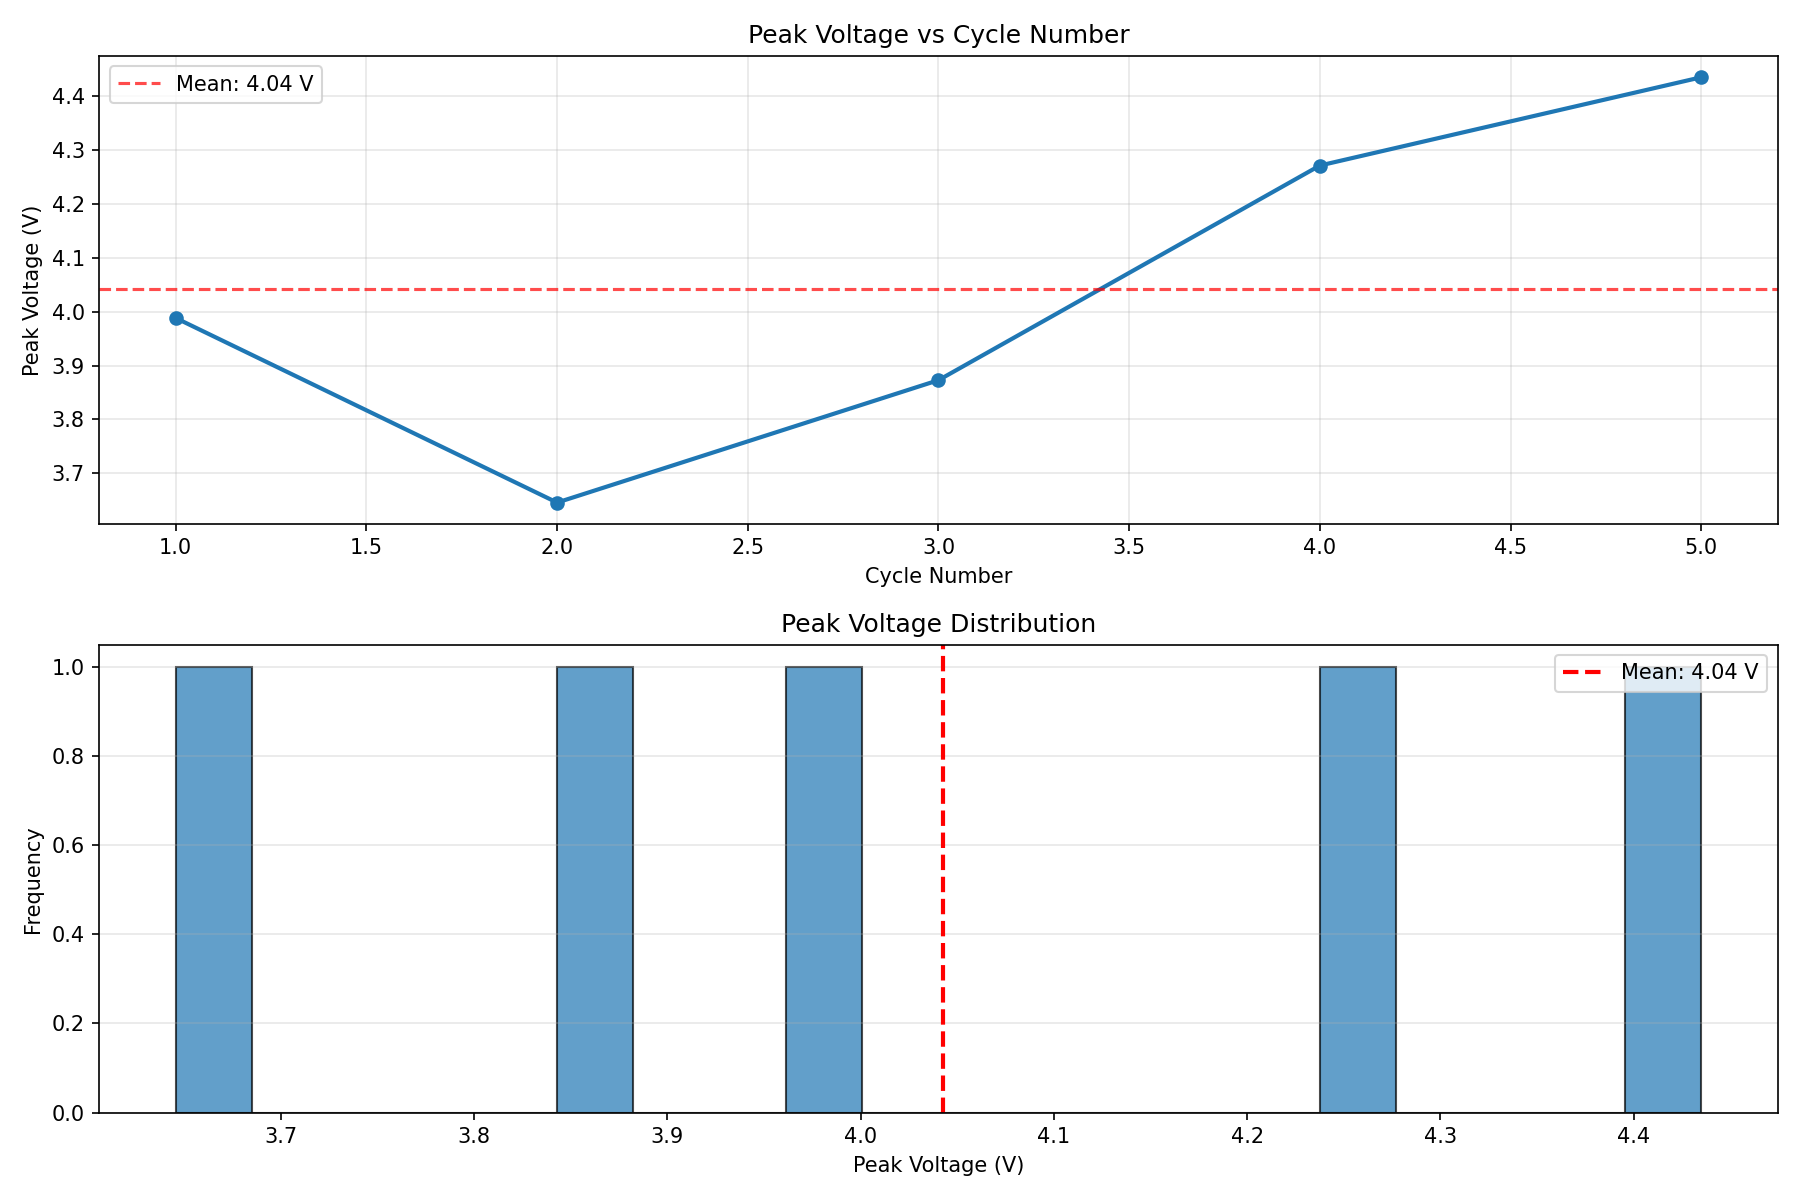 Peak Voltage vs Cycle Number
Mean: 4.04 V
Peak Voltage (V)
4.4
4.3
4.2
4.1
4.0
3.9
3.8
3.7
1.0 1.5 2.0 2.5 3.0 3.5 4.0 4.5 5.0
Cycle Number
Peak Voltage Distribution
Mean: 4.04 V
Frequency
1.0
0.8
0.6
0.4
0.2
0.0
3.7 3.8 3.9 4.0 4.1 4.2 4.3 4.4
Peak Voltage (V)